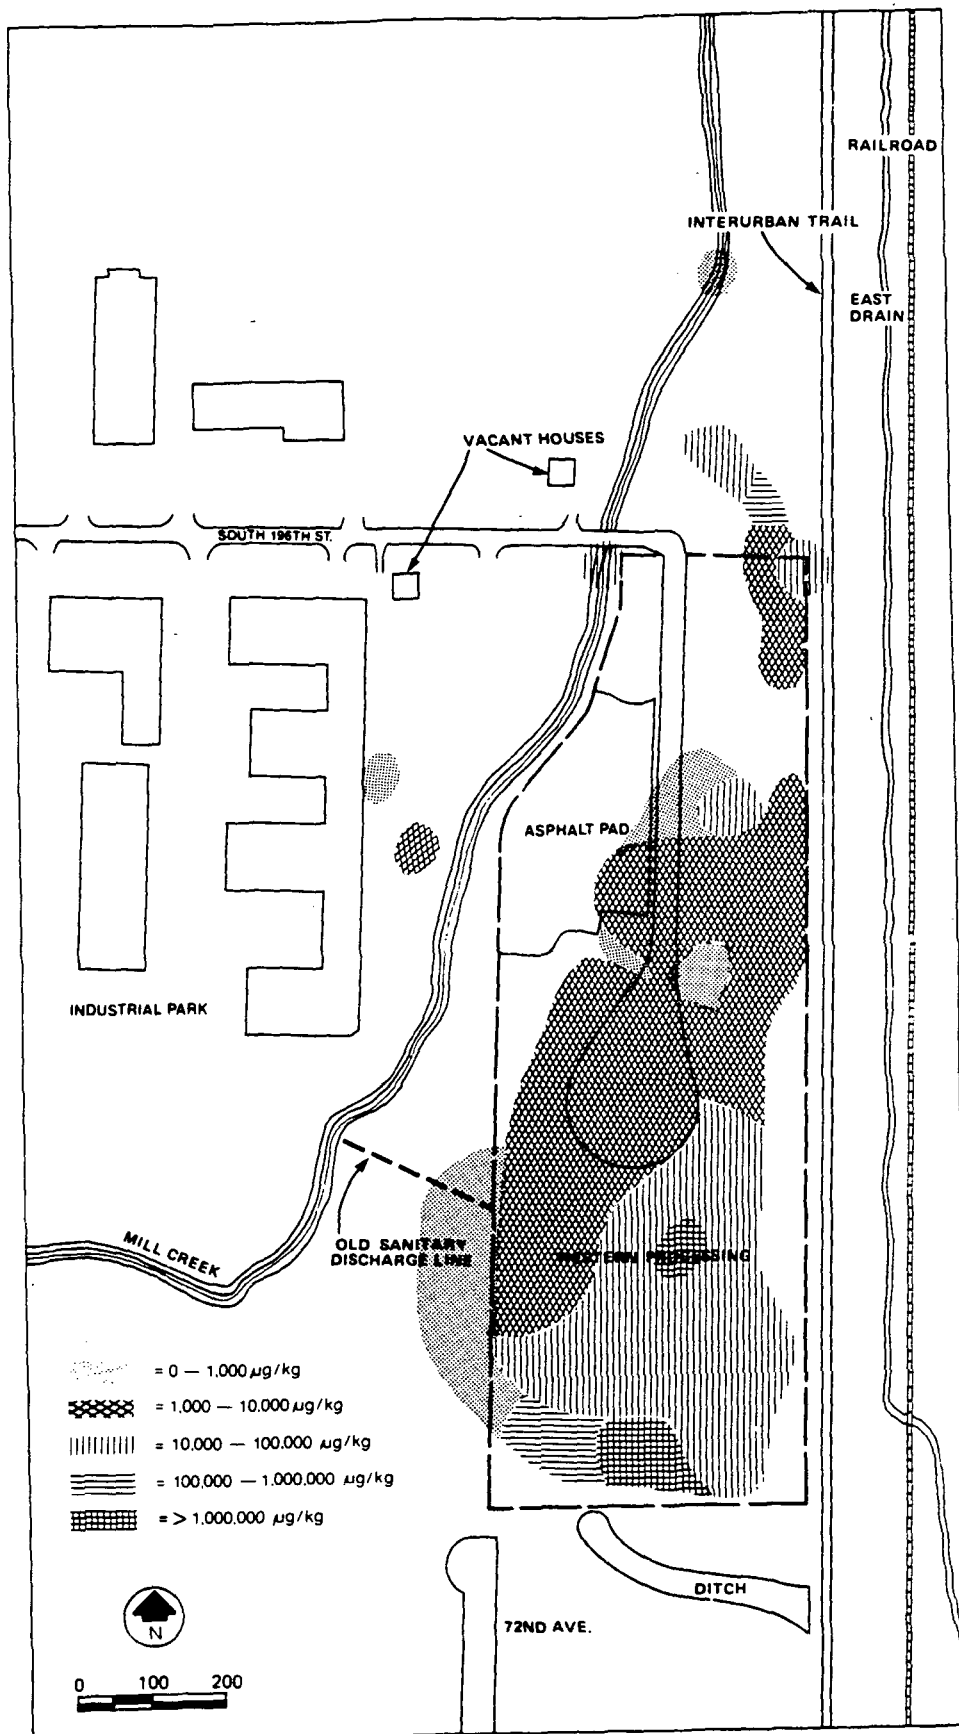 RAILROAD
INTERURBAN TRAIL
EAST
DRAIN
VACANT HOUSES
SOUTH 196TH ST.
ASPHALT PAD
INDUSTRIAL PARK
MILL CREEK
OLD SANITARY
DISCHARGE LINE
WESTERN PROCESSING
= 0 — 1,000 µg/kg
= 1,000 — 10,000 µg/kg
= 10,000 — 100,000 µg/kg
= 100,000 — 1,000,000 µg/kg
= > 1,000,000 µg/kg
DITCH
72ND AVE.
N
0 100 200